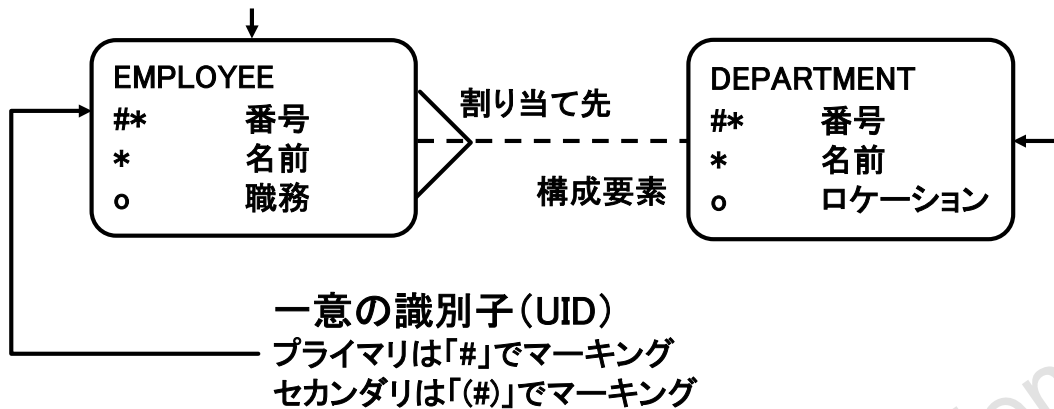 EMPLOYEE
#* 番号
* 名前
o 職務
割り当て先
構成要素
DEPARTMENT
#* 番号
* 名前
o ロケーション
一意の識別子(UID)
プライマリは「#」でマーキング
セカンダリは「(#)」でマーキング